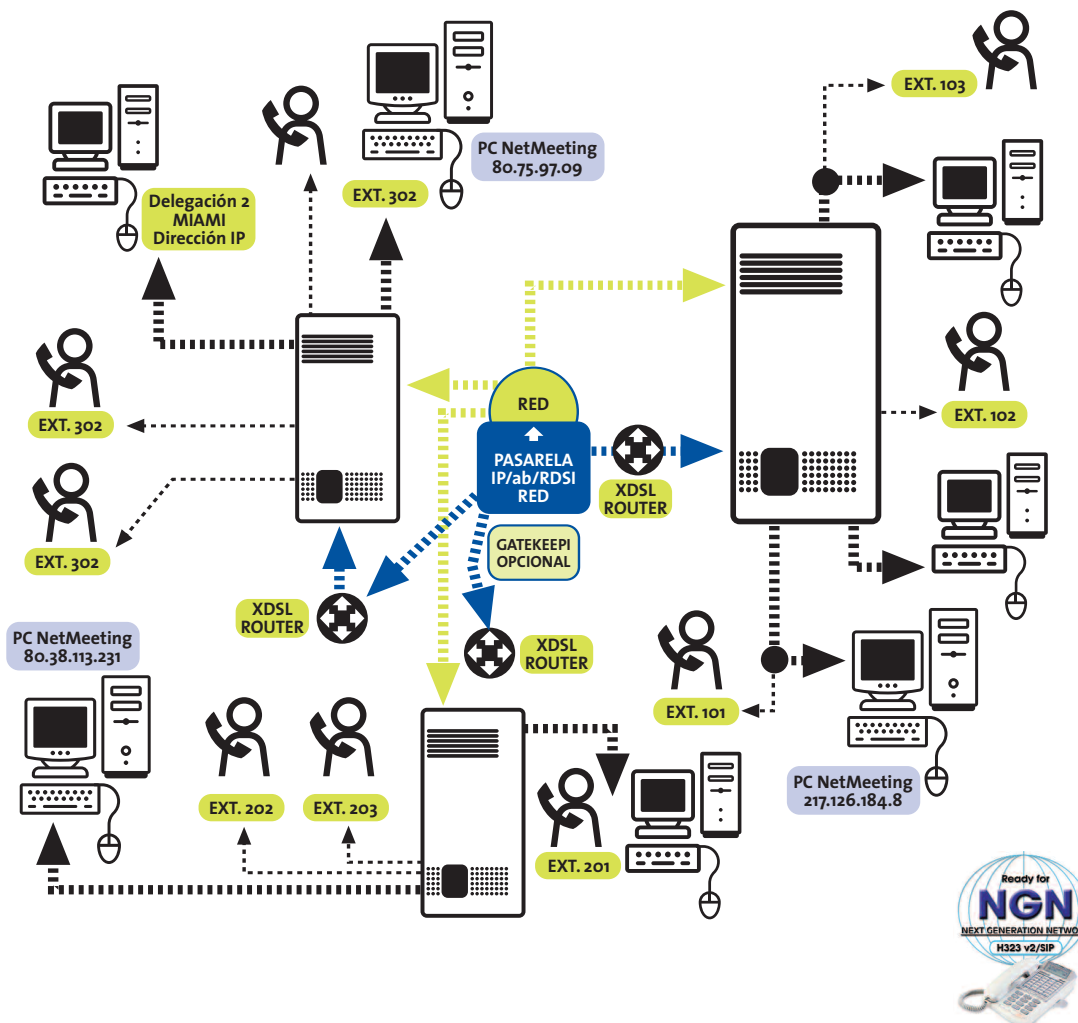 EXT. 103
PC NetMeeting
80.75.97.09
Delegación 2
MIAMI
Dirección IP
EXT. 302
RED
PASARELA
IP/ab/RDSI
RED
XDSL
ROUTER
GATEKEEPI
OPCIONAL
EXT. 302
EXT. 102
EXT. 302
XDSL
ROUTER
XDSL
ROUTER
PC NetMeeting
80.38.113.231
EXT. 101
PC NetMeeting
217.126.184.8
EXT. 202
EXT. 203
EXT. 201
Ready for
NGN
NEXT GENERATION NETWO
H323 v2/SIP